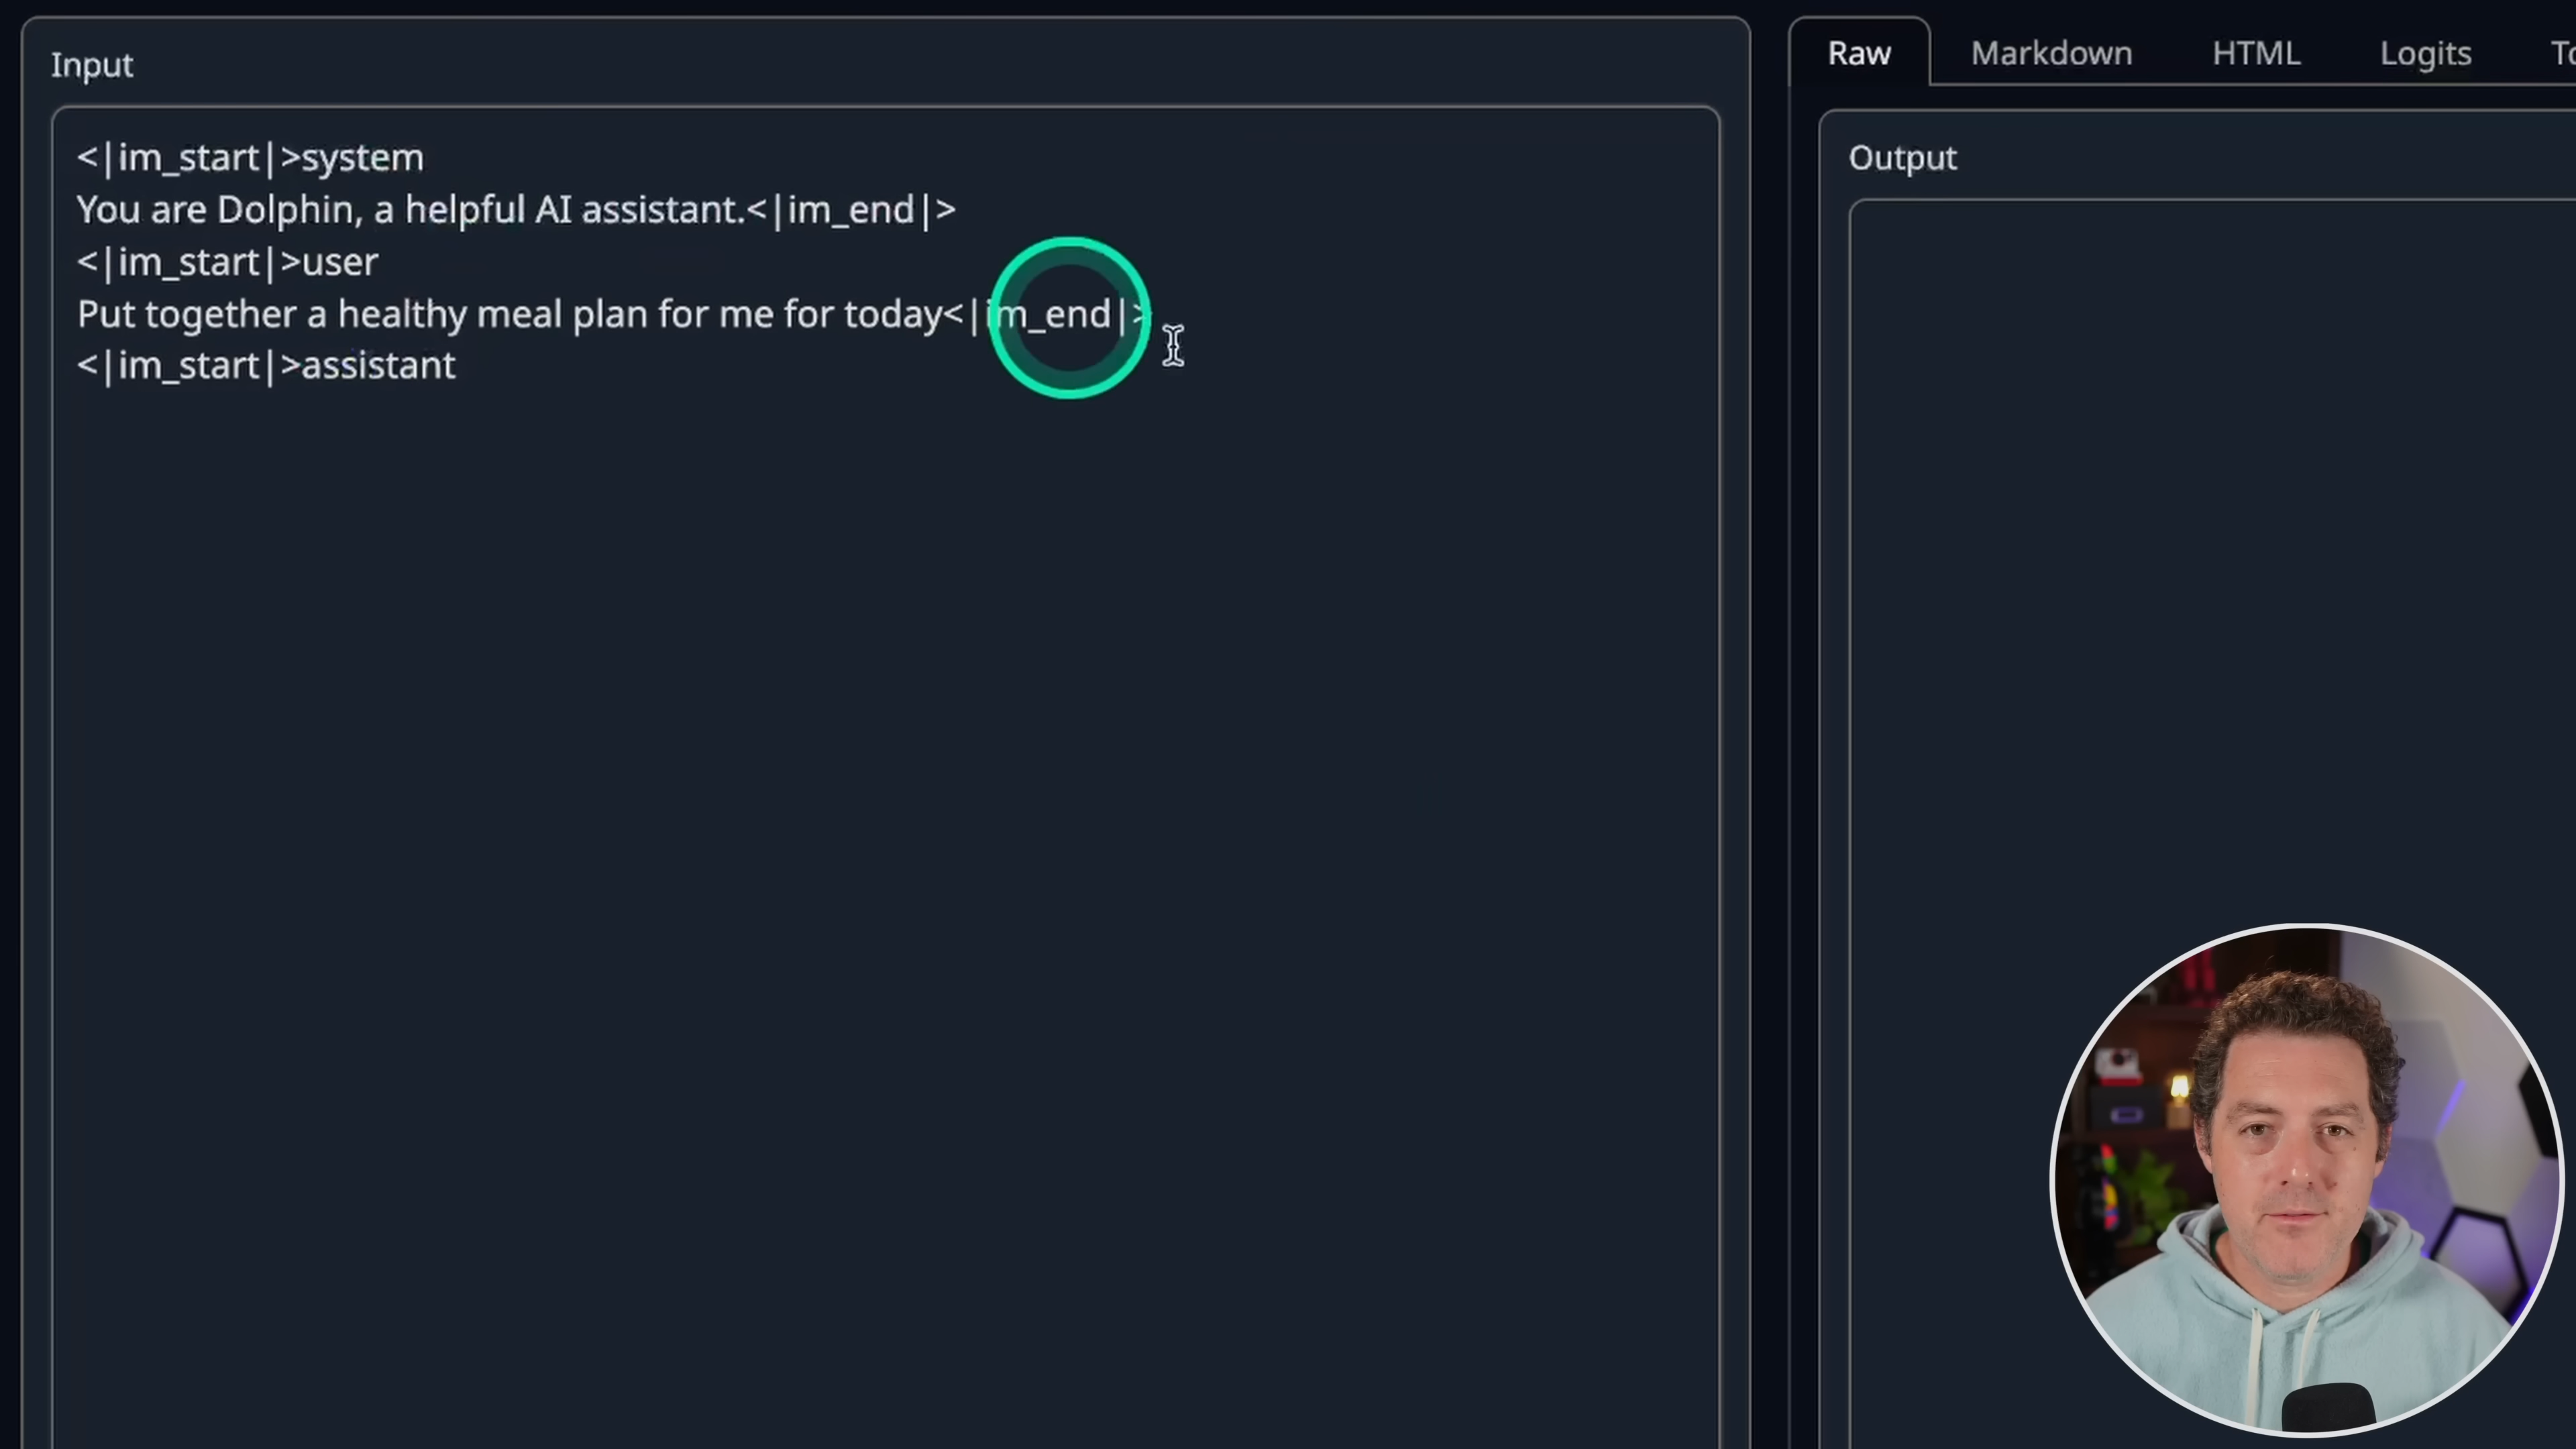 Input
<|im_start|>system
You are Dolphin, a helpful AI assistant.<|im_end|>
<|im_start|>user
Put together a healthy meal plan for me for today<|im_end|>
<|im_start|>assistant
Raw Markdown HTML Logits
Output